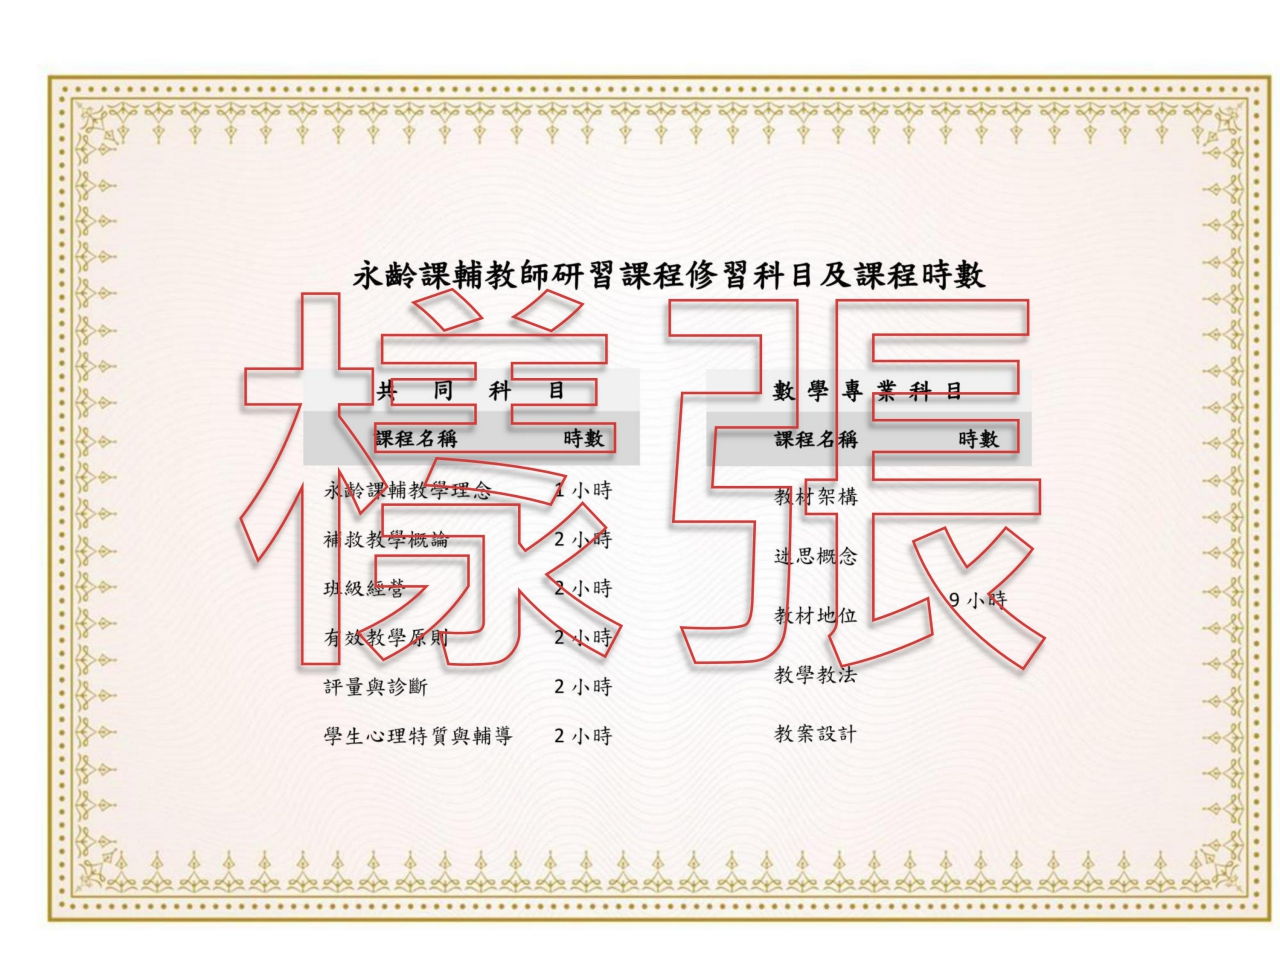 永齡課輔教師研習課程修習科目及課程時數
樣張
共同科目
課程名稱 時數
永齡課輔教學理念 1 小時
補救教學概論 2 小時
班級經營 2 小時
有效教學原則 2 小時
評量與診斷 2 小時
學生心理特質與輔導 2 小時
數學專業科目
課程名稱 時數
教材架構
迷思概念
教材地位
教學教法
教案設計
9 小時